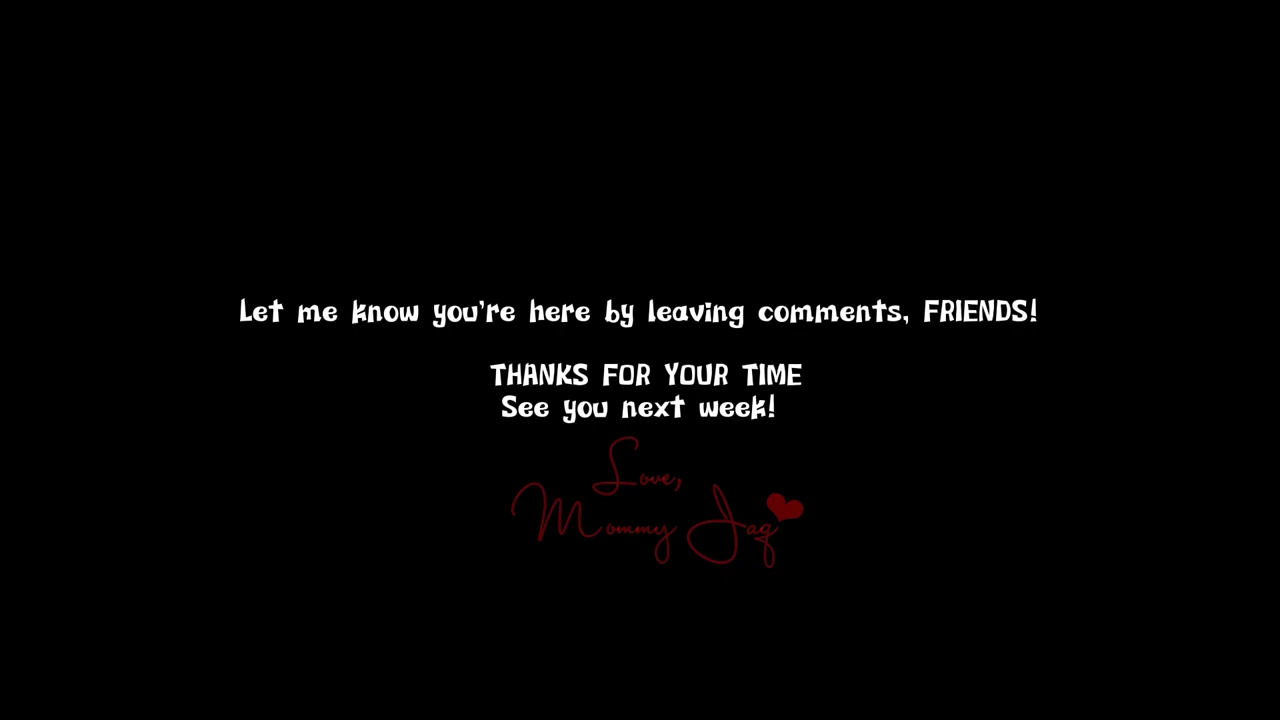 Let me know you're here by leaving comments, FRIENDS!
THANKS FOR YOUR TIME
See you next week!
Love,
Mommy Jaq